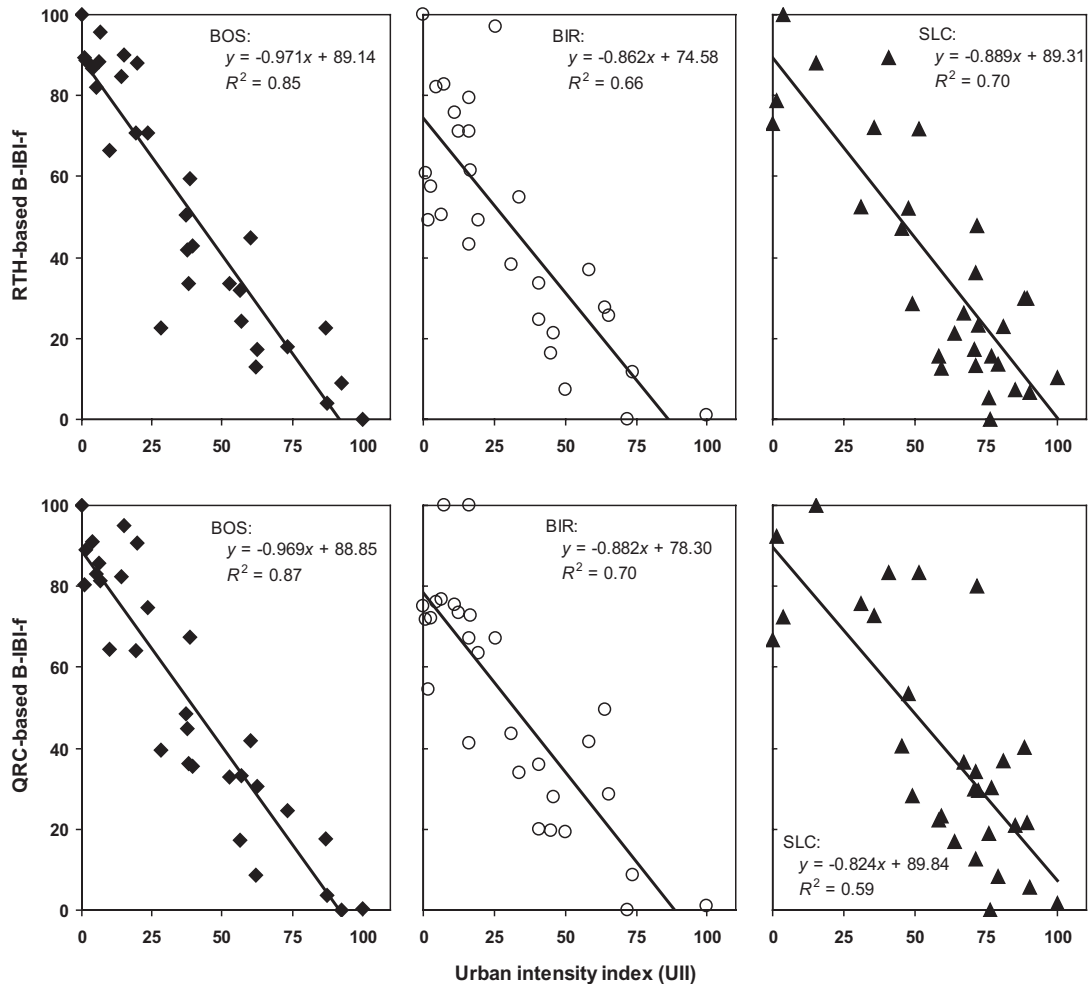 100
80
60
40
20
0
RTH-based B-IBI-f
BOS:
y = -0.971x + 89.14
R² = 0.85
0 25 50 75 100
BIR:
y = -0.862x + 74.58
R² = 0.66
0 25 50 75 100
SLC:
y = -0.889x + 89.31
R² = 0.70
0 25 50 75 100
100
80
60
40
20
0
QRC-based B-IBI-f
BOS:
y = -0.969x + 88.85
R² = 0.87
0 25 50 75 100
BIR:
y = -0.882x + 78.30
R² = 0.70
0 25 50 75 100
SLC:
y = -0.824x + 89.84
R² = 0.59
0 25 50 75 100
Urban intensity index (UII)